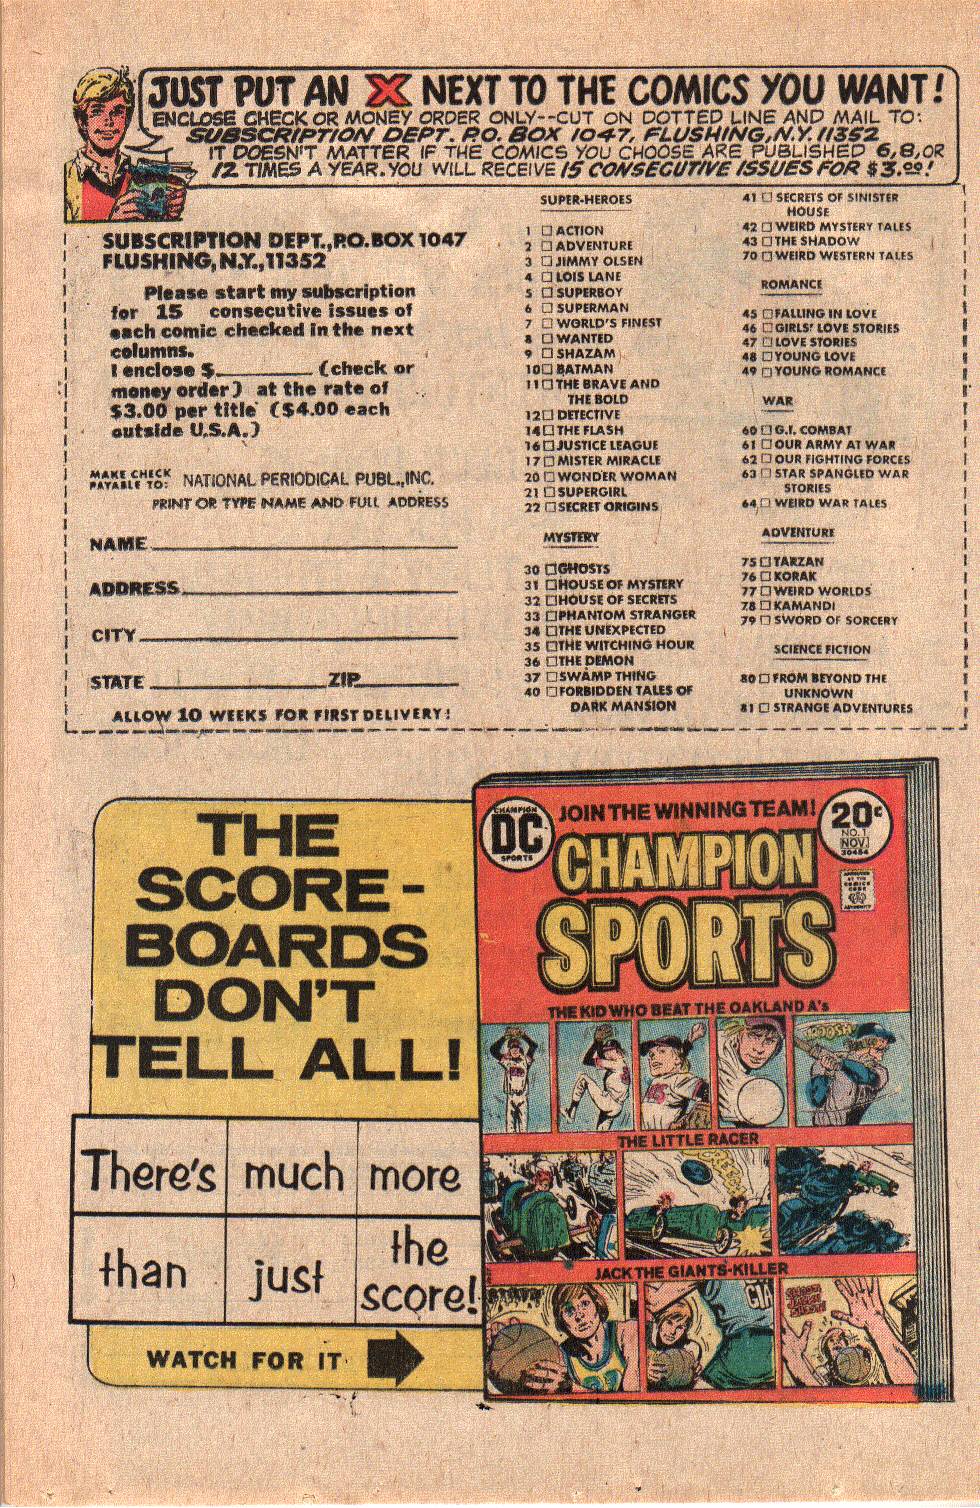 JUST PUT AN X NEXT TO THE COMICS YOU WANT!
ENCLOSE CHECK OR MONEY ORDER ONLY--CUT ON DOTTED LINE AND MAIL TO:
SUBSCRIPTION DEPT. P.O. BOX 1047, FLUSHING, N.Y. 11352
IT DOESN'T MATTER IF THE COMICS YOU CHOOSE ARE PUBLISHED 6, 8, OR
12 TIMES A YEAR. YOU WILL RECEIVE 15 CONSECUTIVE ISSUES FOR $3.00!
SUBSCRIPTION DEPT., P.O. BOX 1047
FLUSHING, N.Y., 11352
Please start my subscription
for 15 consecutive issues of
each comic checked in the next
columns.
I enclose $ (check or
money order) at the rate of
$3.00 per title ($4.00 each
outside U.S.A.)
MAKE CHECK
PAYABLE TO: NATIONAL PERIODICAL PUBL., INC.
PRINT OR TYPE NAME AND FULL ADDRESS
NAME
ADDRESS
CITY
STATE ZIP
ALLOW 10 WEEKS FOR FIRST DELIVERY!
SUPER-HEROES
1 ☐ ACTION
2 ☐ ADVENTURE
3 ☐ JIMMY OLSEN
4 ☐ LOIS LANE
5 ☐ SUPERBOY
6 ☐ SUPERMAN
7 ☐ WORLD'S FINEST
8 ☐ WANTED
9 ☐ SHAZAM
10 ☐ BATMAN
11 ☐ THE BRAVE AND
THE BOLD
12 ☐ DETECTIVE
14 ☐ THE FLASH
16 ☐ JUSTICE LEAGUE
17 ☐ MISTER MIRACLE
20 ☐ WONDER WOMAN
21 ☐ SUPERGIRL
22 ☐ SECRET ORIGINS
MYSTERY
30 ☐ GHOSTS
31 ☐ HOUSE OF MYSTERY
32 ☐ HOUSE OF SECRETS
33 ☐ PHANTOM STRANGER
34 ☐ THE UNEXPECTED
35 ☐ THE WITCHING HOUR
36 ☐ THE DEMON
37 ☐ SWAMP THING
40 ☐ FORBIDDEN TALES OF
DARK MANSION
41 ☐ SECRETS OF SINISTER
HOUSE
42 ☐ WEIRD MYSTERY TALES
43 ☐ THE SHADOW
70 ☐ WEIRD WESTERN TALES
ROMANCE
45 ☐ FALLING IN LOVE
46 ☐ GIRLS' LOVE STORIES
47 ☐ LOVE STORIES
48 ☐ YOUNG LOVE
49 ☐ YOUNG ROMANCE
WAR
60 ☐ G.I. COMBAT
61 ☐ OUR ARMY AT WAR
62 ☐ OUR FIGHTING FORCES
63 ☐ STAR SPANGLED WAR
STORIES
64 ☐ WEIRD WAR TALES
ADVENTURE
75 ☐ TARZAN
76 ☐ KORAK
77 ☐ WEIRD WORLDS
78 ☐ KAMANDI
79 ☐ SWORD OF SORCERY
SCIENCE FICTION
80 ☐ FROM BEYOND THE
UNKNOWN
81 ☐ STRANGE ADVENTURES
THE
SCORE-
BOARDS
DON'T
TELL ALL!
There's much more
than just the
score!
WATCH FOR IT
CHAMPION
DC
SPORTS
JOIN THE WINNING TEAM!
20¢
NO. 1
NOV.
30454
CHAMPION
SPORTS
APPROVED
BY THE
COMICS
CODE
AUTHORITY
THE KID WHO BEAT THE OAKLAND A's
THE LITTLE RACER
JACK THE GIANTS-KILLER